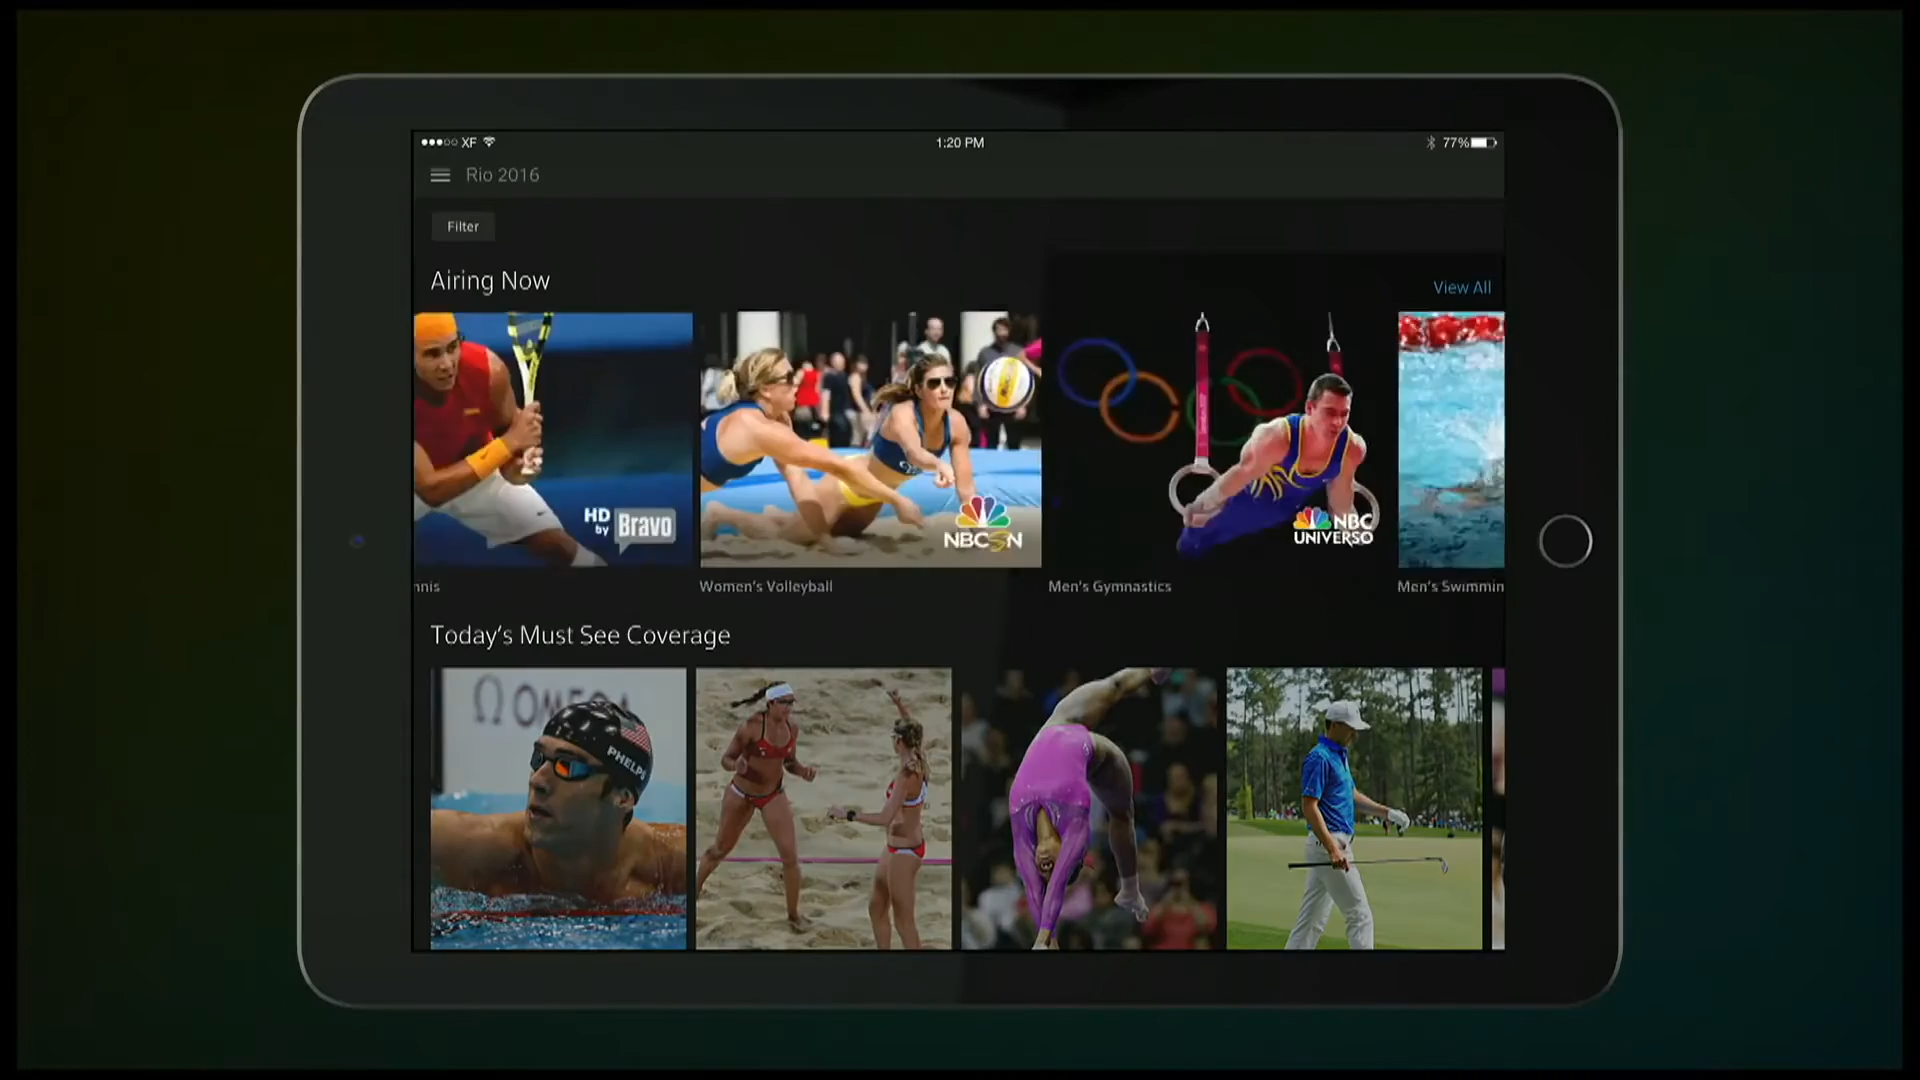 XF 1:20 PM 77%
Rio 2016
Filter
Airing Now
View All
HD by Bravo
NBCSN
NBC UNIVERSO
nnis
Women's Volleyball
Men's Gymnastics
Men's Swimmin
Today's Must See Coverage
Ω OMEGA
PHELPS